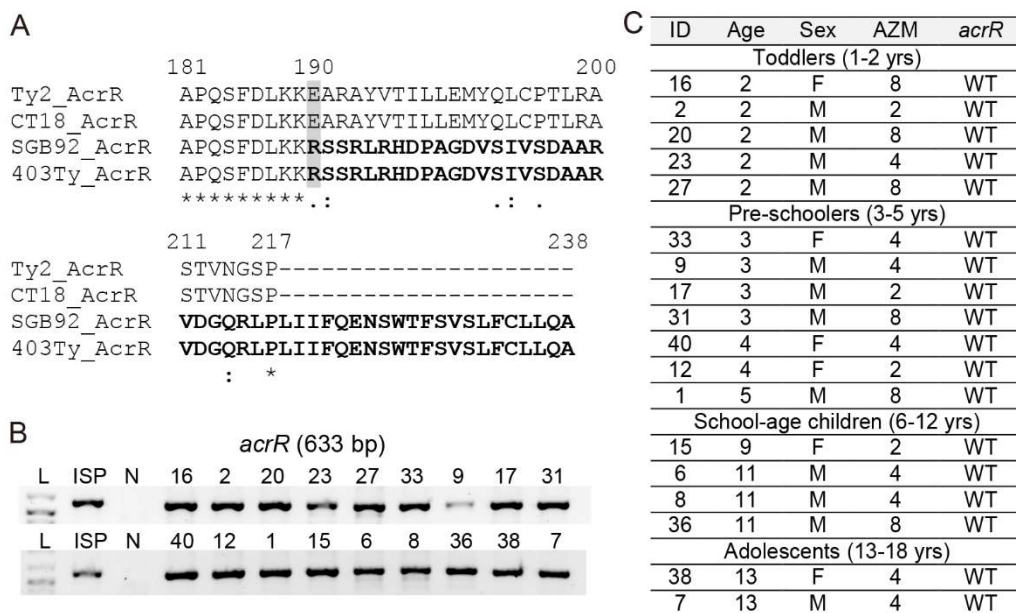 A
181 190 200
Ty2_AcrR APQSFDLKKEARAYVTILLEMYQLCPTLRA
CT18_AcrR APQSFDLKKEARAYVTILLEMYQLCPTLRA
SGB92_AcrR APQSFDLKKRSSRLRHDPAGDVSIVSDAAR
403Ty_AcrR APQSFDLKKRSSRLRHDPAGDVSIVSDAAR
*********.: .: .
211 217 238
Ty2_AcrR STVNGSP----------------------
CT18_AcrR STVNGSP----------------------
SGB92_AcrR VDGQRLPLIIFQENSWTFSVSLFCLLQA
403Ty_AcrR VDGQRLPLIIFQENSWTFSVSLFCLLQA
: *
B
acrR (633 bp)
L ISP N 16 2 20 23 27 33 9 17 31
L ISP N 40 12 1 15 6 8 36 38 7
C
ID Age Sex AZM acrR
Toddlers (1-2 yrs)
16 2 F 8 WT
2 2 M 2 WT
20 2 M 8 WT
23 2 M 4 WT
27 2 M 8 WT
Pre-schoolers (3-5 yrs)
33 3 F 4 WT
9 3 M 4 WT
17 3 M 2 WT
31 3 M 8 WT
40 4 F 4 WT
12 4 F 2 WT
1 5 M 8 WT
School-age children (6-12 yrs)
15 9 F 2 WT
6 11 M 4 WT
8 11 M 4 WT
36 11 M 8 WT
Adolescents (13-18 yrs)
38 13 F 4 WT
7 13 M 4 WT